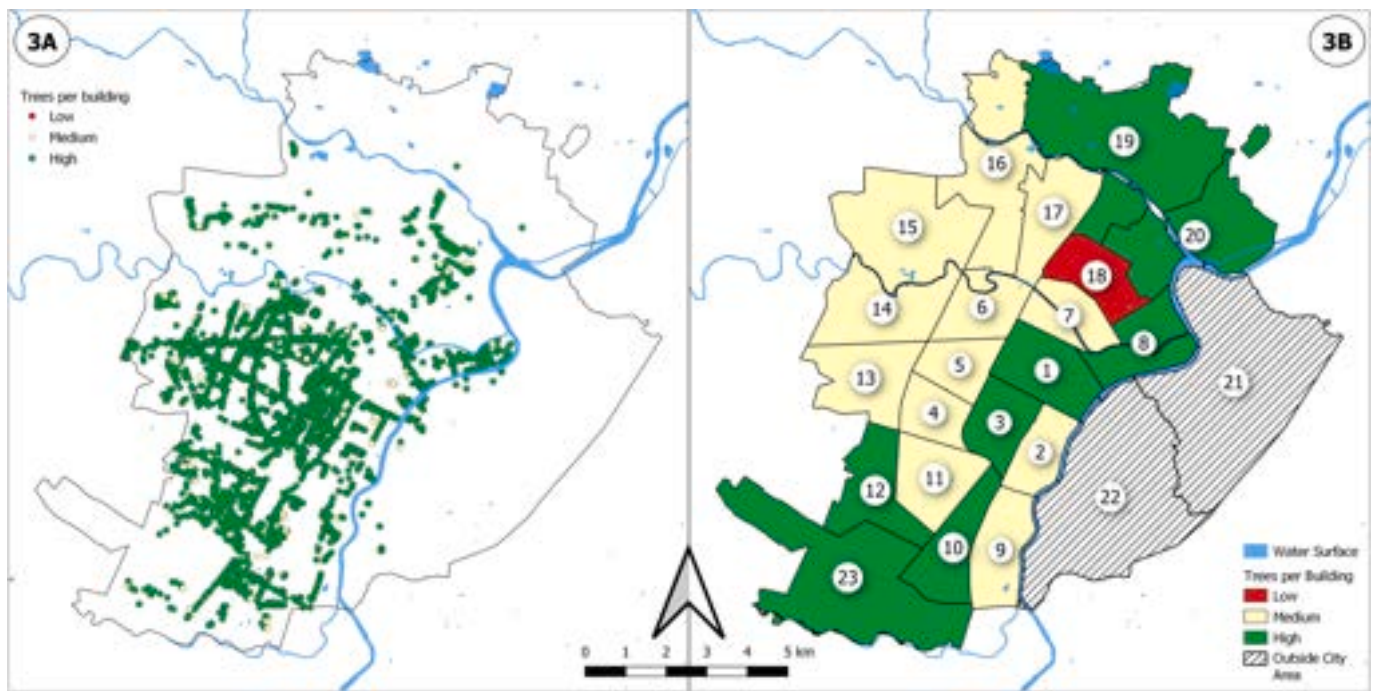 3A
Trees per building
Low
Medium
High
3B
19
16
17
20
15
18
14
6
7
8
5
1
21
13
4
3
2
12
11
22
10
9
23
Water Surface
Trees per Building
Low
Medium
High
Outside City
Area
0 1 2 3 4 5 km